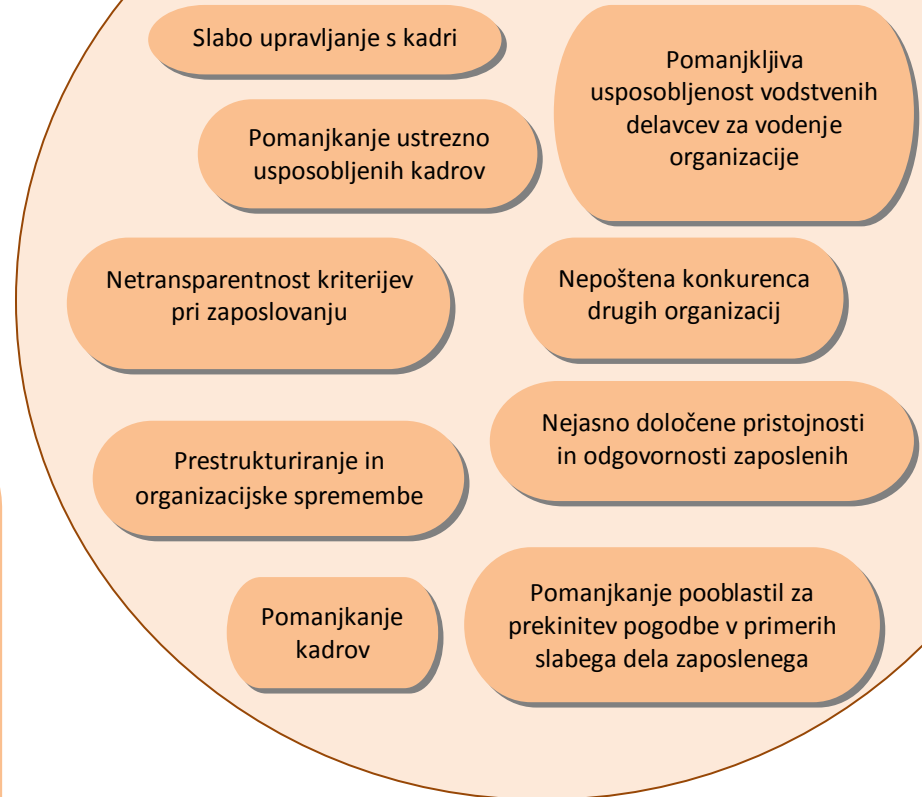 Slabo upravljanje s kadri
Pomanjkljiva
usposobljenost vodstvenih
delavcev za vodenje
organizacije
Pomanjkanje ustrezno
usposobljenih kadrov
Netransparentnost kriterijev
pri zaposlovanju
Nepoštena konkurenca
drugih organizacij
Nejasno določene pristojnosti
in odgovornosti zaposlenih
Prestrukturiranje in
organizacijske spremembe
Pomanjkanje
kadrov
Pomanjkanje pooblastil za
prekinitev pogodbe v primerih
slabega dela zaposlenega